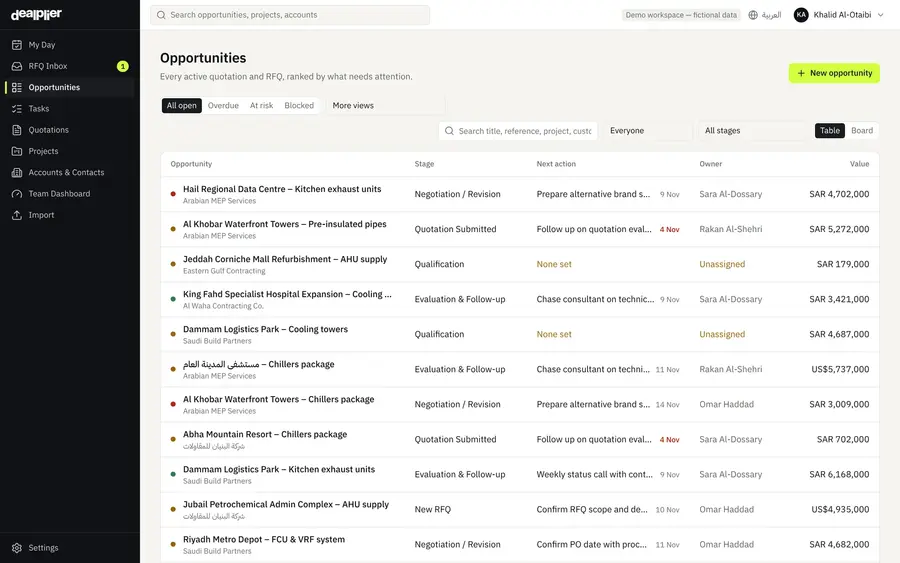 dealplier
Search opportunities, projects, accounts
Demo workspace — fictional data
العربية
KA
Khalid Al-Otaibi
My Day
RFQ Inbox
1
Opportunities
Tasks
Quotations
Projects
Accounts & Contacts
Team Dashboard
Import
Settings
Opportunities
Every active quotation and RFQ, ranked by what needs attention.
+ New opportunity
All open Overdue At risk Blocked More views
Search title, reference, project, custo
Everyone
All stages
Table Board
Opportunity Stage Next action Owner Value
Hail Regional Data Centre – Kitchen exhaust units Negotiation / Revision Prepare alternative brand s... 9 Nov Sara Al-Dossary SAR 4,702,000
Arabian MEP Services
Al Khobar Waterfront Towers – Pre-insulated pipes Quotation Submitted Follow up on quotation eval... 4 Nov Rakan Al-Shehri SAR 5,272,000
Arabian MEP Services
Jeddah Corniche Mall Refurbishment – AHU supply Qualification None set Unassigned SAR 179,000
Eastern Gulf Contracting
King Fahd Specialist Hospital Expansion – Cooling ... Evaluation & Follow-up Chase consultant on technic... 9 Nov Sara Al-Dossary SAR 3,421,000
Al Waha Contracting Co.
Dammam Logistics Park – Cooling towers Qualification None set Unassigned SAR 4,687,000
Saudi Build Partners
مستشفى المدينة العام – Chillers package Evaluation & Follow-up Chase consultant on techni... 11 Nov Rakan Al-Shehri US$5,737,000
Arabian MEP Services
Al Khobar Waterfront Towers – Chillers package Negotiation / Revision Prepare alternative brand s... 14 Nov Omar Haddad SAR 3,009,000
Arabian MEP Services
Abha Mountain Resort – Chillers package Quotation Submitted Follow up on quotation eval... 4 Nov Sara Al-Dossary SAR 702,000
شركة البنيان للمقاولات
Dammam Logistics Park – Kitchen exhaust units Evaluation & Follow-up Weekly status call with cont... 9 Nov Sara Al-Dossary SAR 6,168,000
Saudi Build Partners
Jubail Petrochemical Admin Complex – AHU supply New RFQ Confirm RFQ scope and de... 10 Nov Omar Haddad US$4,935,000
شركة البنيان للمقاولات
Riyadh Metro Depot – FCU & VRF system Negotiation / Revision Confirm PO date with proc... 11 Nov Omar Haddad SAR 4,682,000
Saudi Build Partners